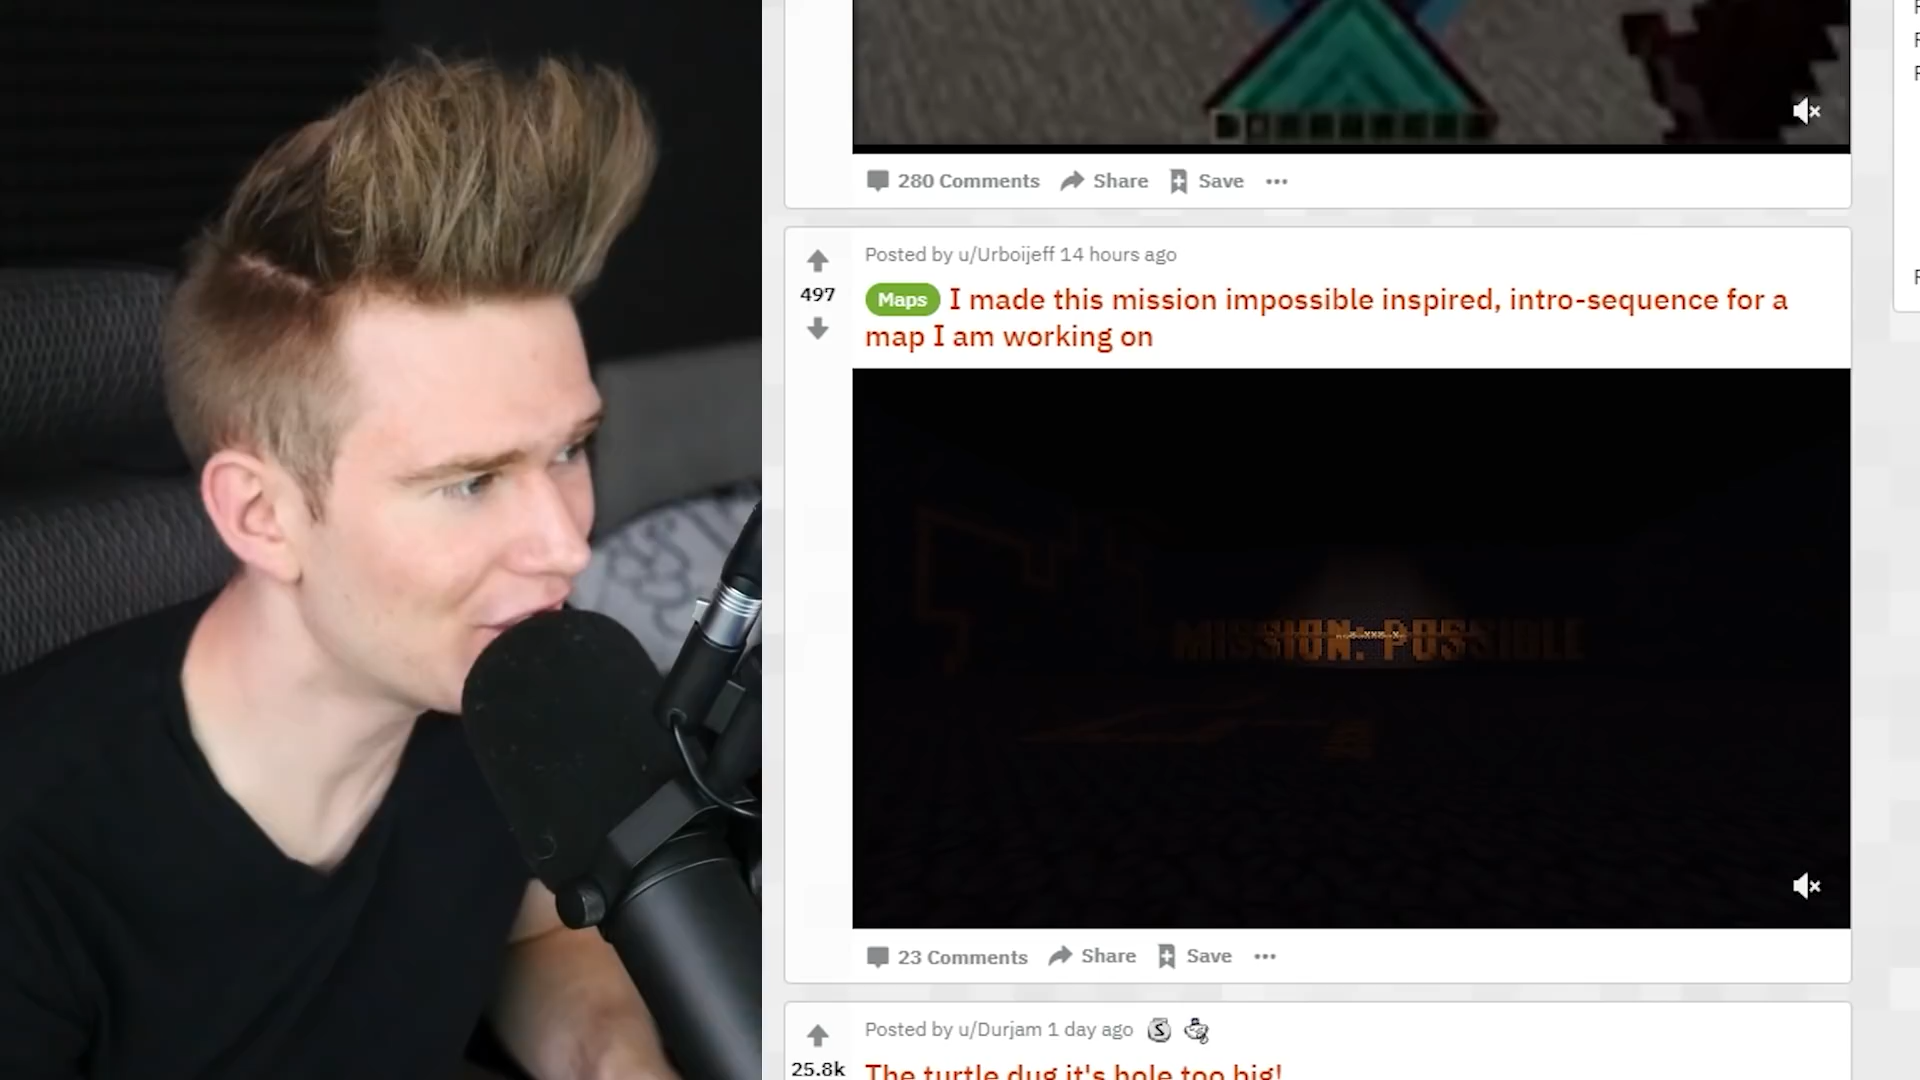 280 Comments Share Save
Posted by u/Urboijeff 14 hours ago
497
Maps I made this mission impossible inspired, intro-sequence for a
map I am working on
MISSION: POSSIBLE
23 Comments Share Save
Posted by u/Durjam 1 day ago
25.8k
The turtle dug it's hole too big!